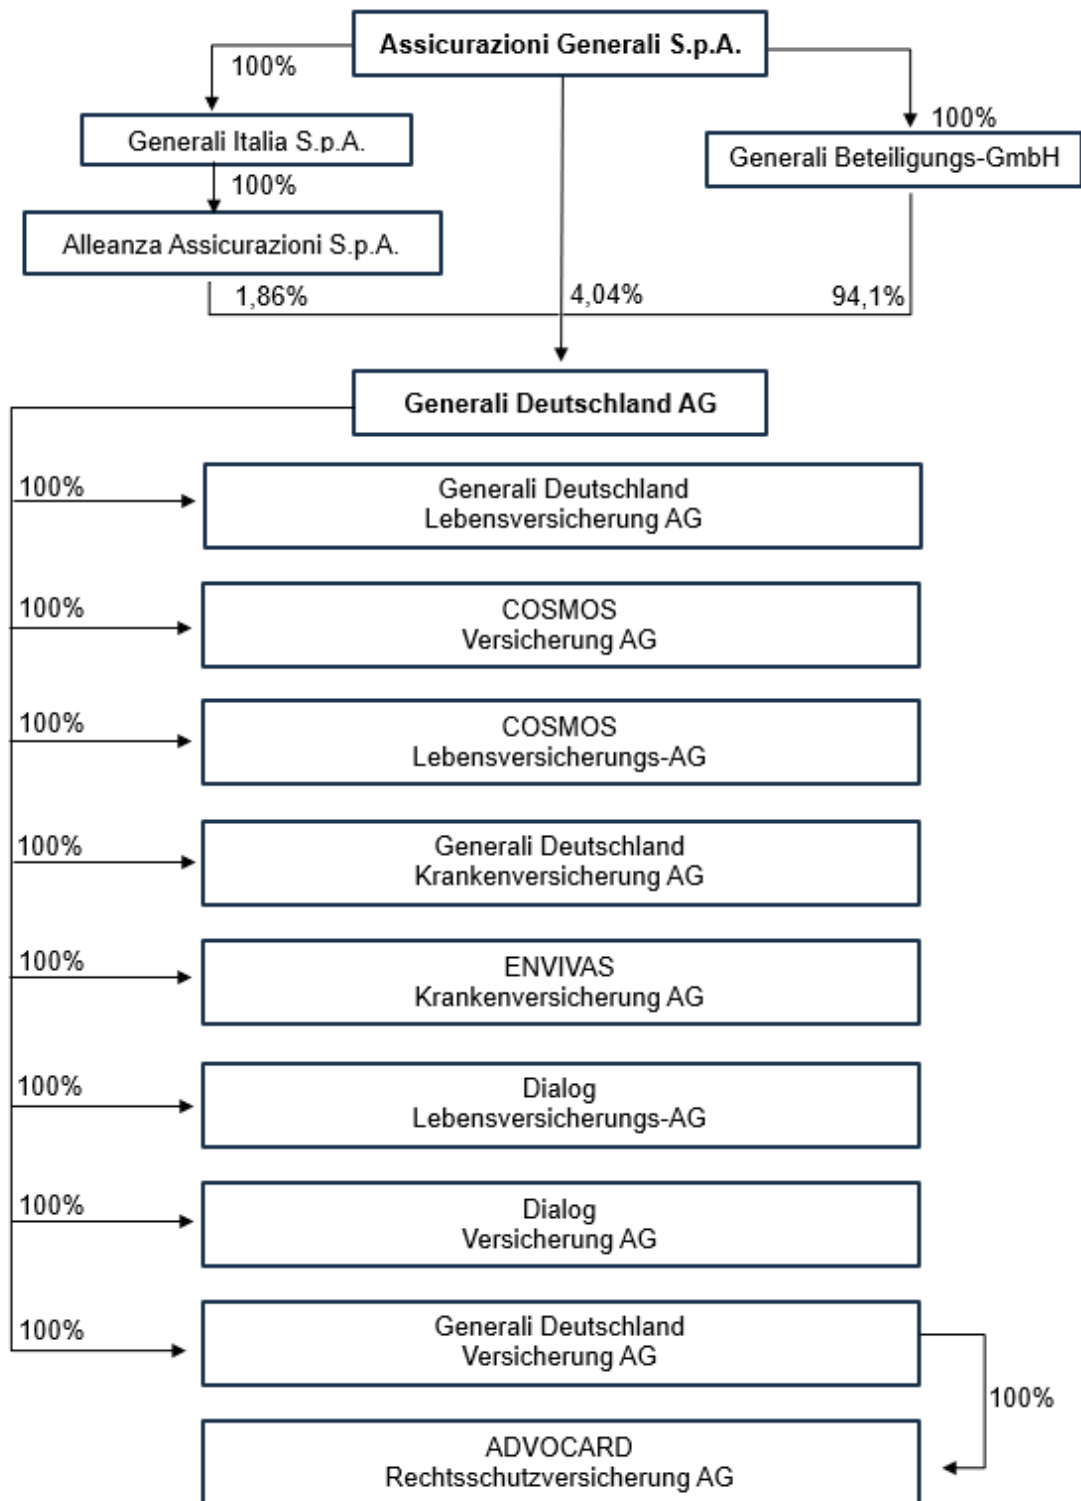 Assicurazioni Generali S.p.A.
100%
Generali Italia S.p.A.
100%
Generali Beteiligungs-GmbH
100%
Alleanza Assicurazioni S.p.A.
1,86%
4,04%
94,1%
Generali Deutschland AG
100%
Generali Deutschland
Lebensversicherung AG
100%
COSMOS
Versicherung AG
100%
COSMOS
Lebensversicherungs-AG
100%
Generali Deutschland
Krankenversicherung AG
100%
ENVIVAS
Krankenversicherung AG
100%
Dialog
Lebensversicherungs-AG
100%
Dialog
Versicherung AG
100%
Generali Deutschland
Versicherung AG
100%
ADVOCARD
Rechtsschutzversicherung AG